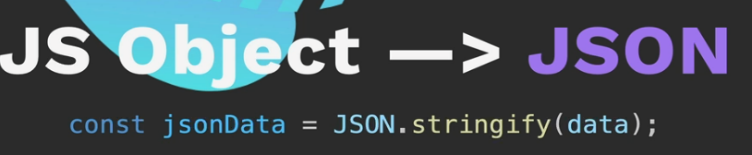 JS Object —> JSON
const jsonData = JSON.stringify(data);